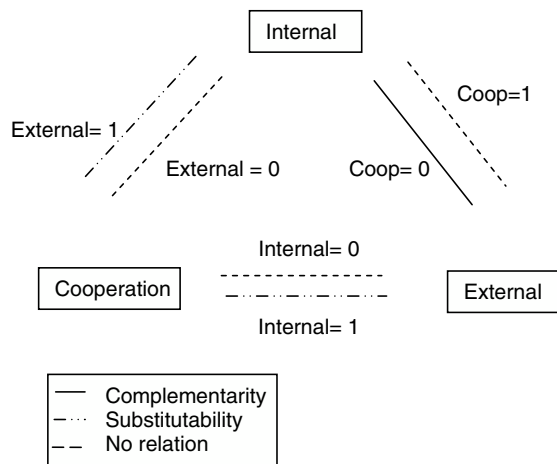 Internal
Coop=1
External= 1
External = 0
Coop= 0
Internal= 0
Cooperation
External
Internal= 1
Complementarity
Substitutability
No relation